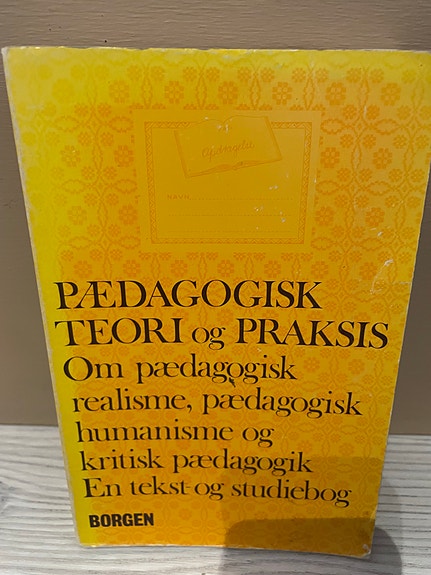 PÆDAGOGISK
TEORI og PRAKSIS
Om pædagogisk
realisme, pædagogisk
humanisme og
kritisk pædagogik
En tekst- og studiebog
BORGEN